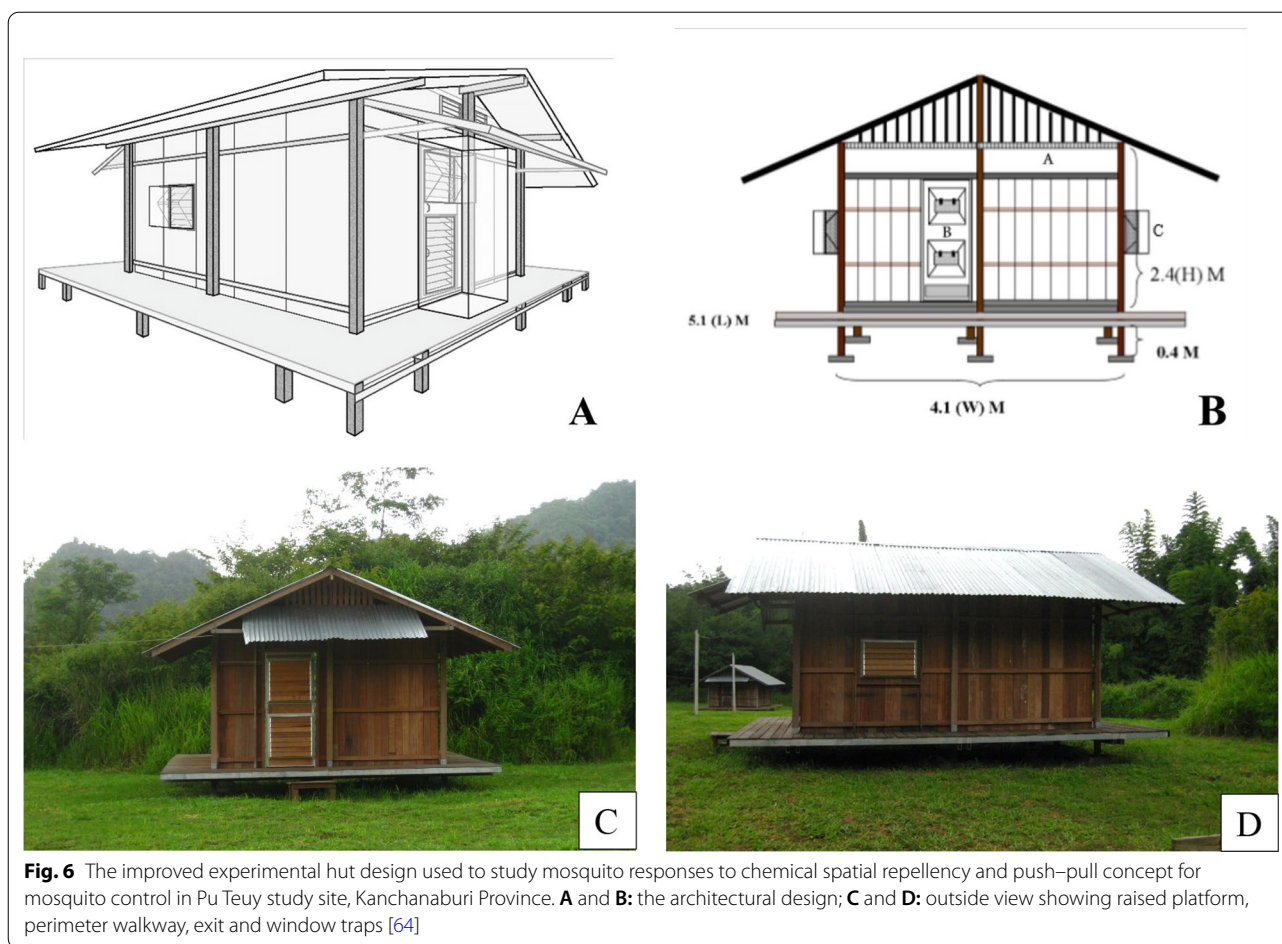 A
A
B
C
2.4(H) M
5.1 (L) M
0.4 M
4.1 (W) M
B
C
D
Fig. 6 The improved experimental hut design used to study mosquito responses to chemical spatial repellency and push–pull concept for
mosquito control in Pu Teuy study site, Kanchanaburi Province. A and B: the architectural design; C and D: outside view showing raised platform,
perimeter walkway, exit and window traps [64]